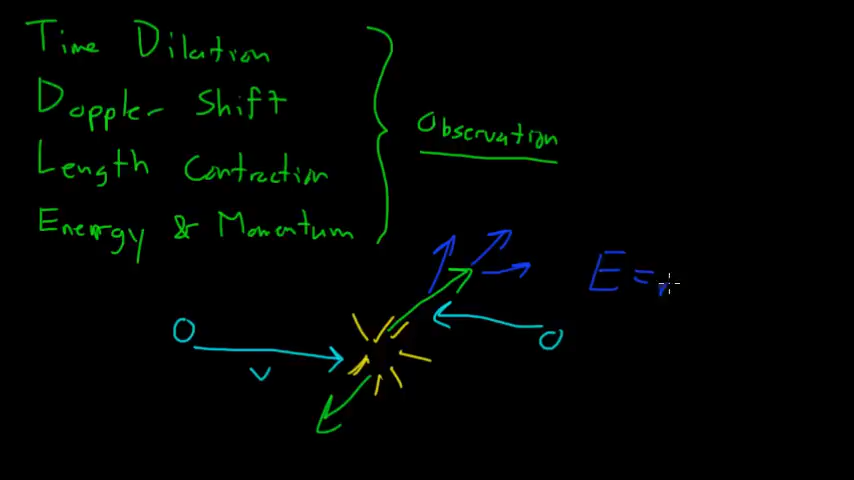 Time Dilation
Doppler Shift
Length Contraction
Energy & Momentum
Observation
E =
v